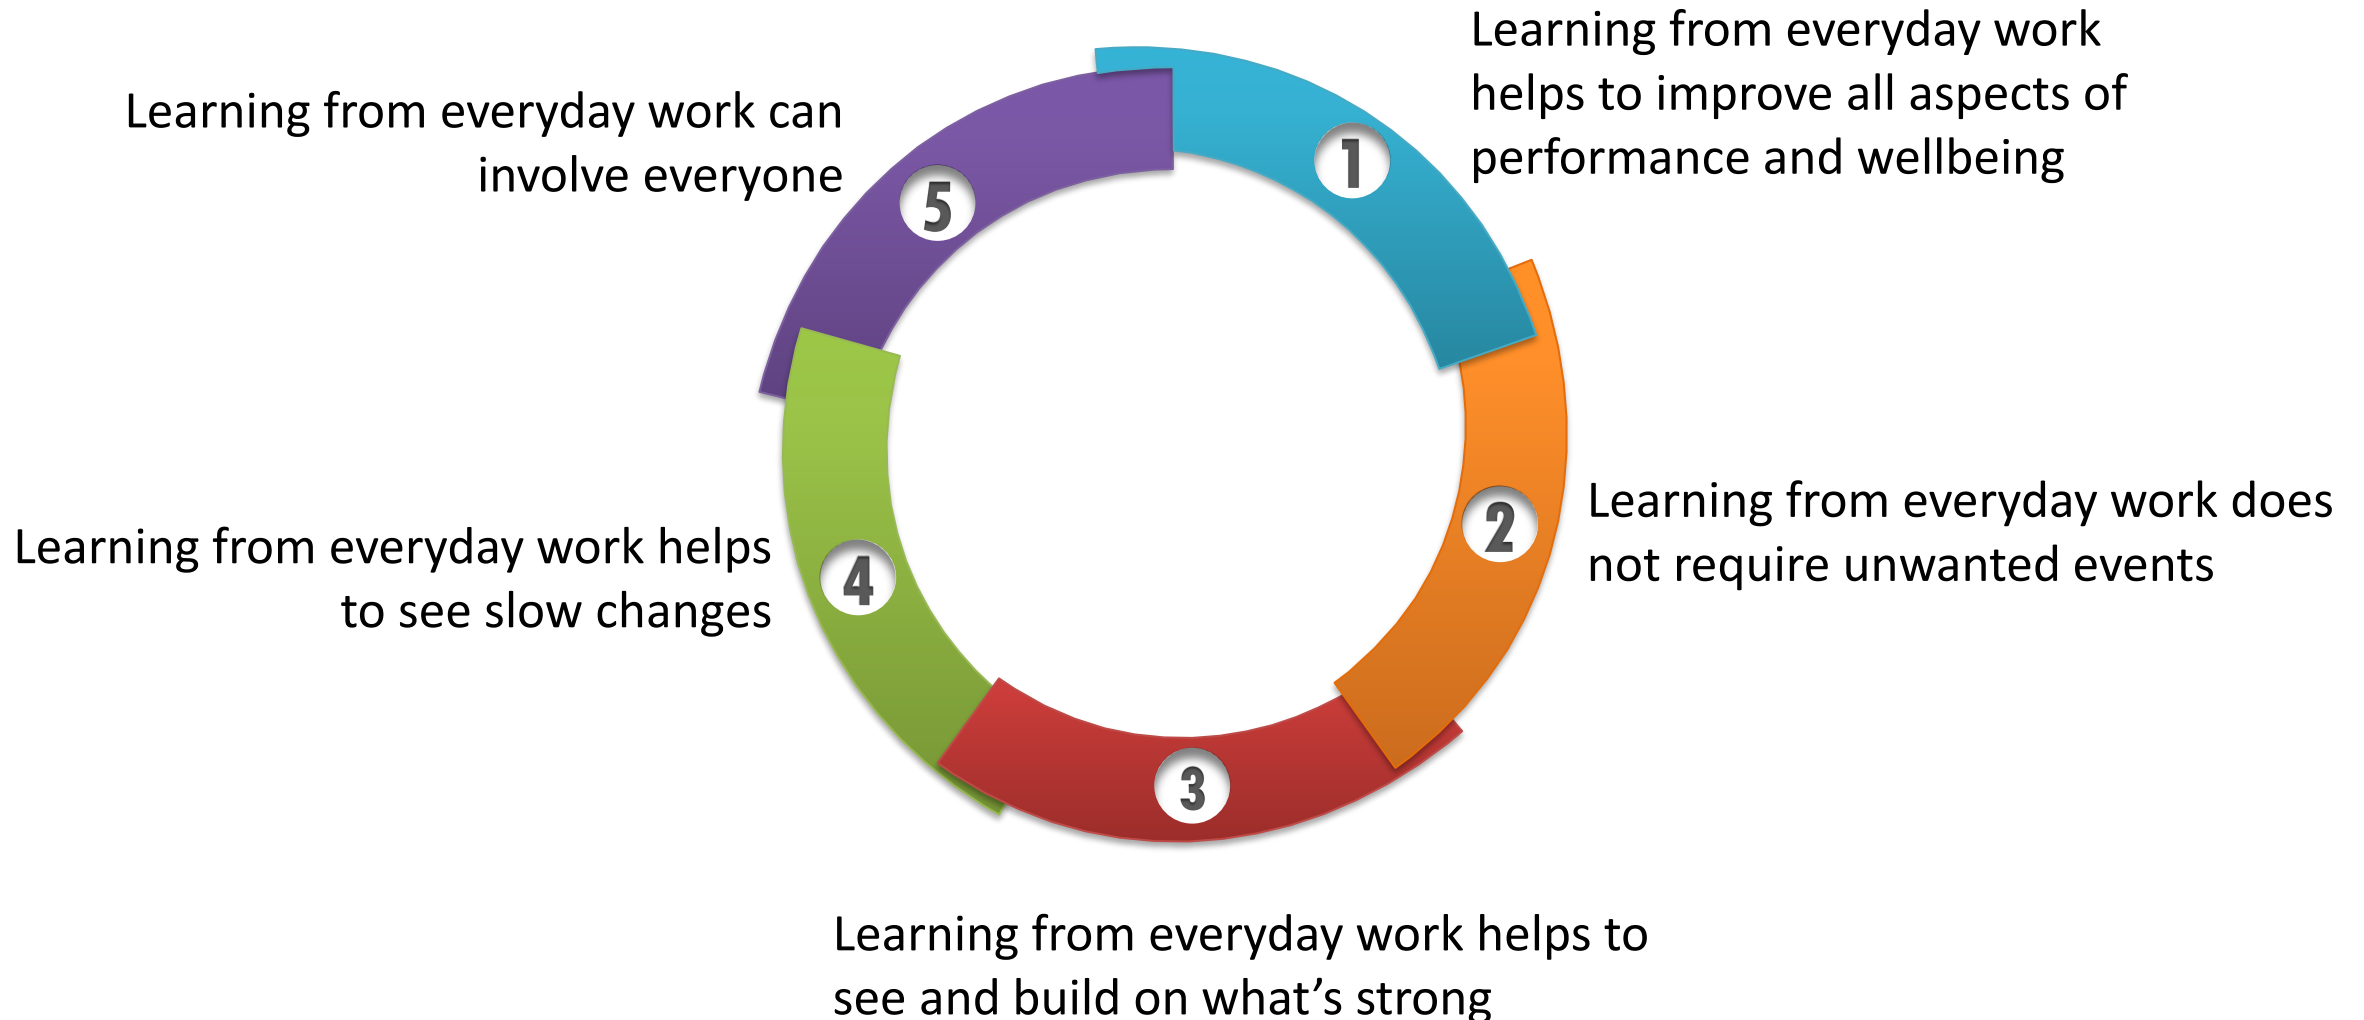 1
Learning from everyday work
helps to improve all aspects of
performance and wellbeing
2
Learning from everyday work does
not require unwanted events
3
Learning from everyday work helps to
see and build on what’s strong
4
Learning from everyday work helps
to see slow changes
5
Learning from everyday work can
involve everyone